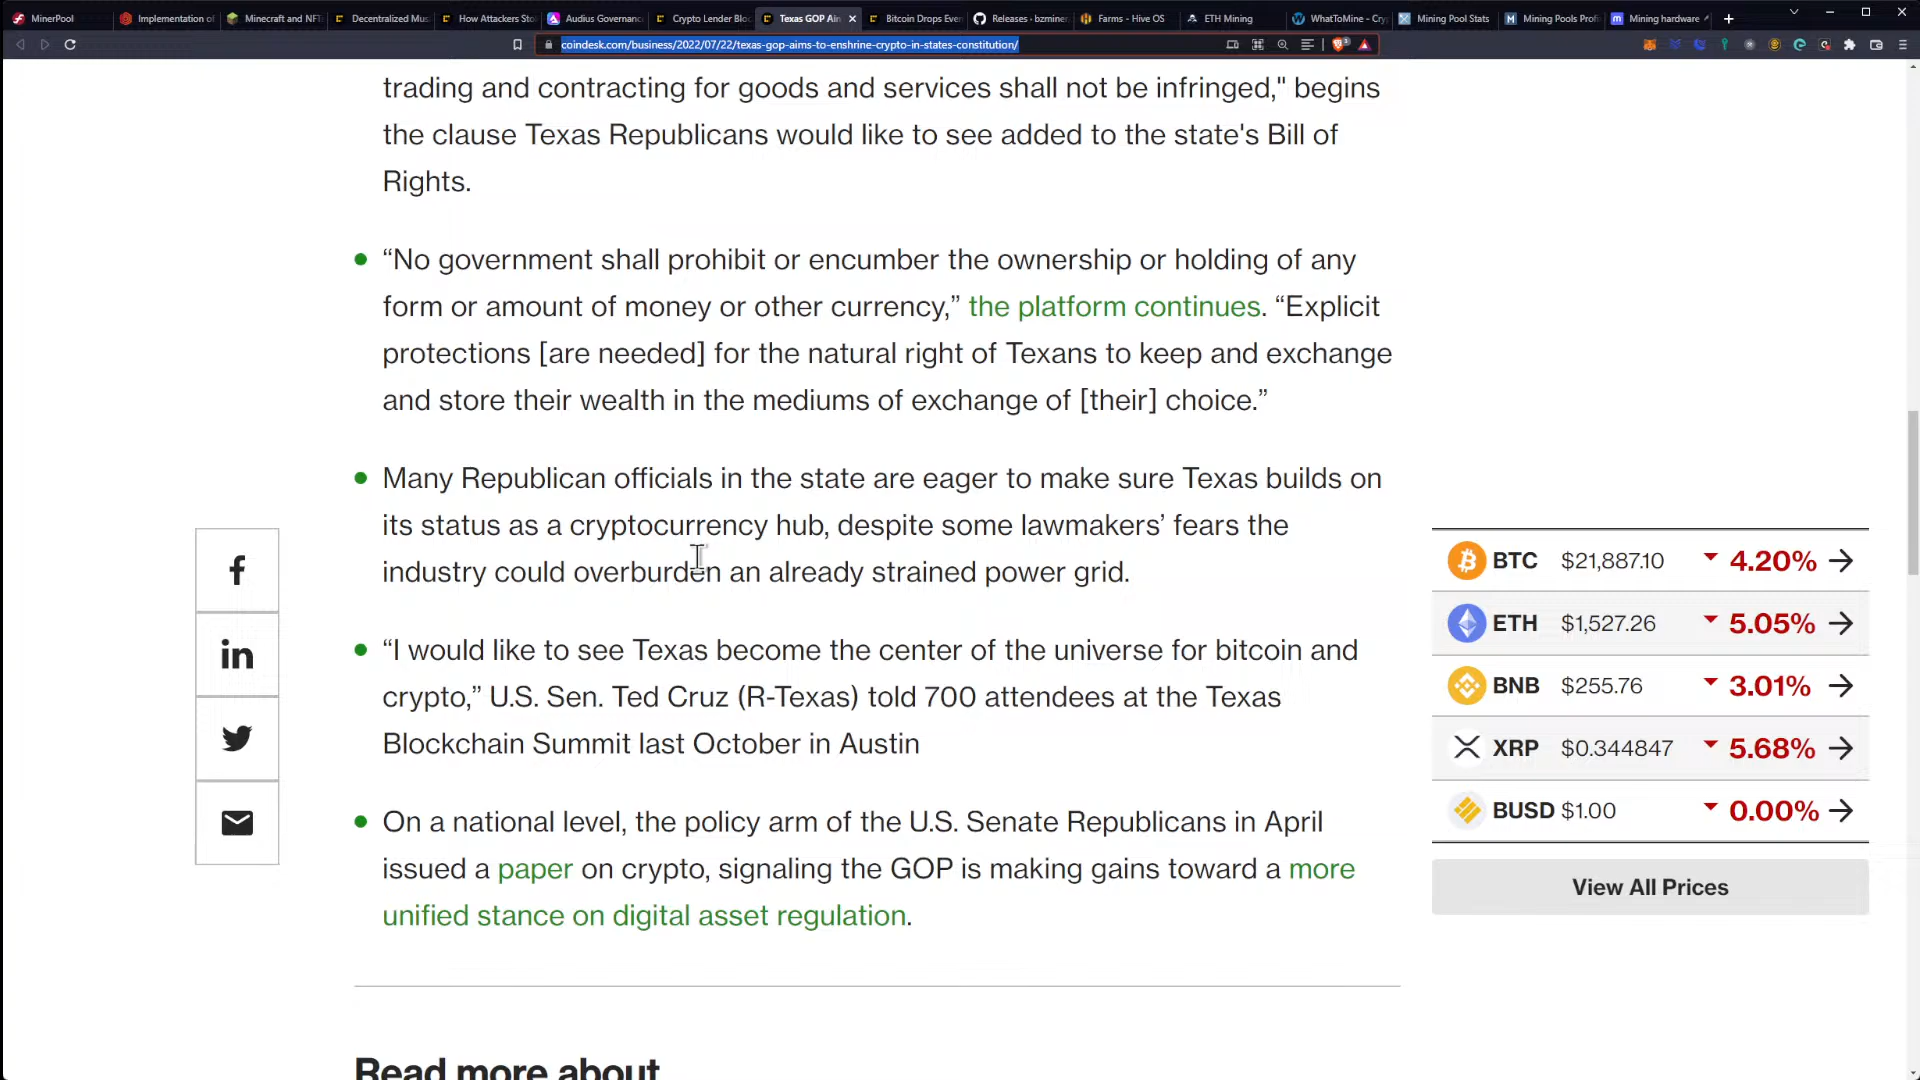 MinerPool
Implementation of
Minecraft and NFT
Decentralized Mus
How Attackers Sto
Audius Governanc
Crypto Lender Blo
Texas GOP Aim
Bitcoin Drops Even
Releases · bzminer
Farms - Hive OS
ETH Mining
WhatToMine - Cry
Mining Pool Stats
Mining Pools Prof
Mining hardware
coindesk.com/business/2022/07/22/texas-gop-aims-to-enshrine-crypto-in-states-constitution/
trading and contracting for goods and services shall not be infringed," begins
the clause Texas Republicans would like to see added to the state's Bill of
Rights.
“No government shall prohibit or encumber the ownership or holding of any
form or amount of money or other currency,” the platform continues. “Explicit
protections [are needed] for the natural right of Texans to keep and exchange
and store their wealth in the mediums of exchange of [their] choice.”
Many Republican officials in the state are eager to make sure Texas builds on
its status as a cryptocurrency hub, despite some lawmakers’ fears the
industry could overburden an already strained power grid.
“I would like to see Texas become the center of the universe for bitcoin and
crypto,” U.S. Sen. Ted Cruz (R-Texas) told 700 attendees at the Texas
Blockchain Summit last October in Austin
On a national level, the policy arm of the U.S. Senate Republicans in April
issued a paper on crypto, signaling the GOP is making gains toward a more
unified stance on digital asset regulation.
Read more about
BTC $21,887.10 4.20%
ETH $1,527.26 5.05%
BNB $255.76 3.01%
XRP $0.344847 5.68%
BUSD $1.00 0.00%
View All Prices